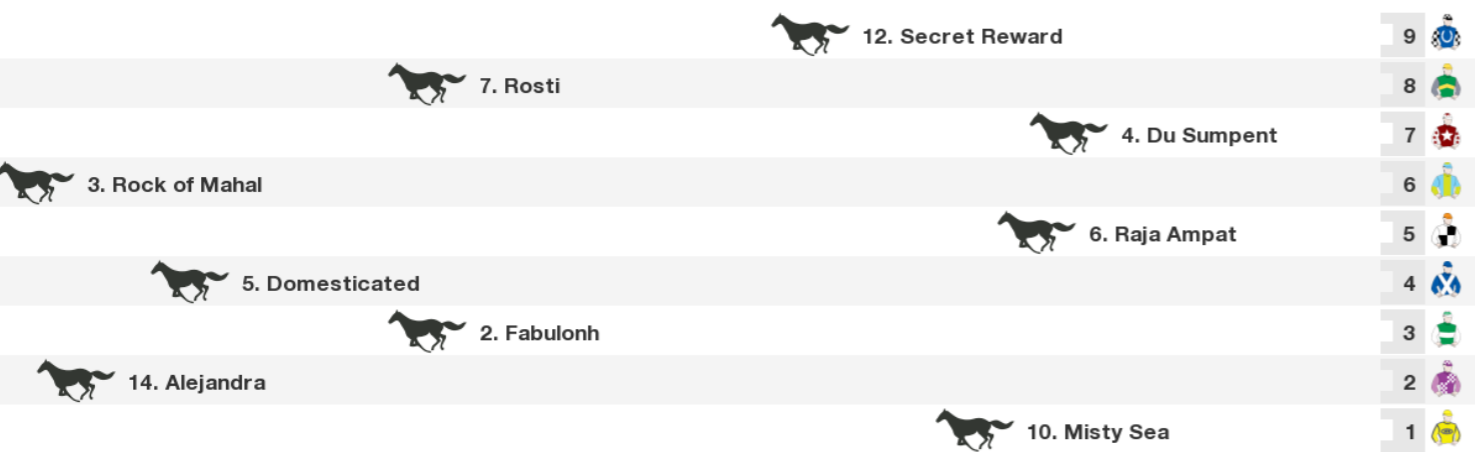 12. Secret Reward 9
7. Rosti 8
4. Du Sumpent 7
3. Rock of Mahal 6
6. Raja Ampat 5
5. Domesticated 4
2. Fabulonh 3
14. Alejandra 2
10. Misty Sea 1